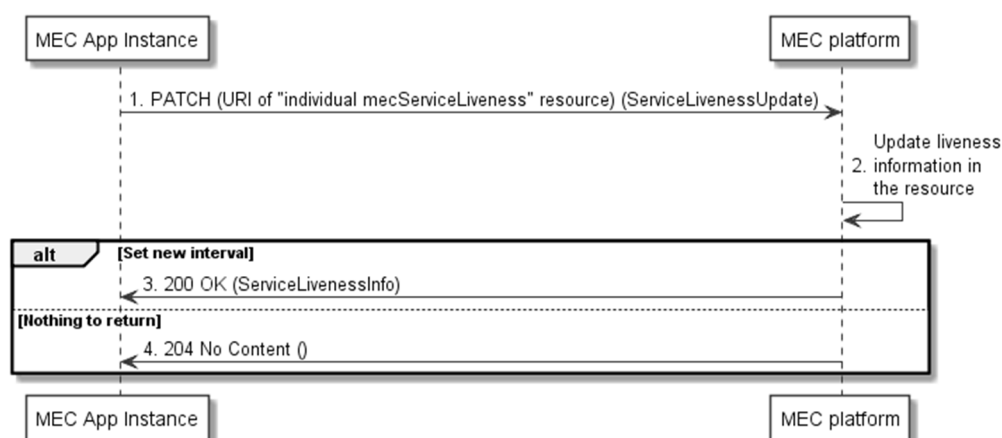 MEC App Instance
MEC platform
1. PATCH (URI of "individual mecServiceLiveness" resource) (ServiceLivenessUpdate)
Update liveness
2. information in
the resource
alt
[Set new interval]
3. 200 OK (ServiceLivenessInfo)
[Nothing to return]
4. 204 No Content ()
MEC App Instance
MEC platform